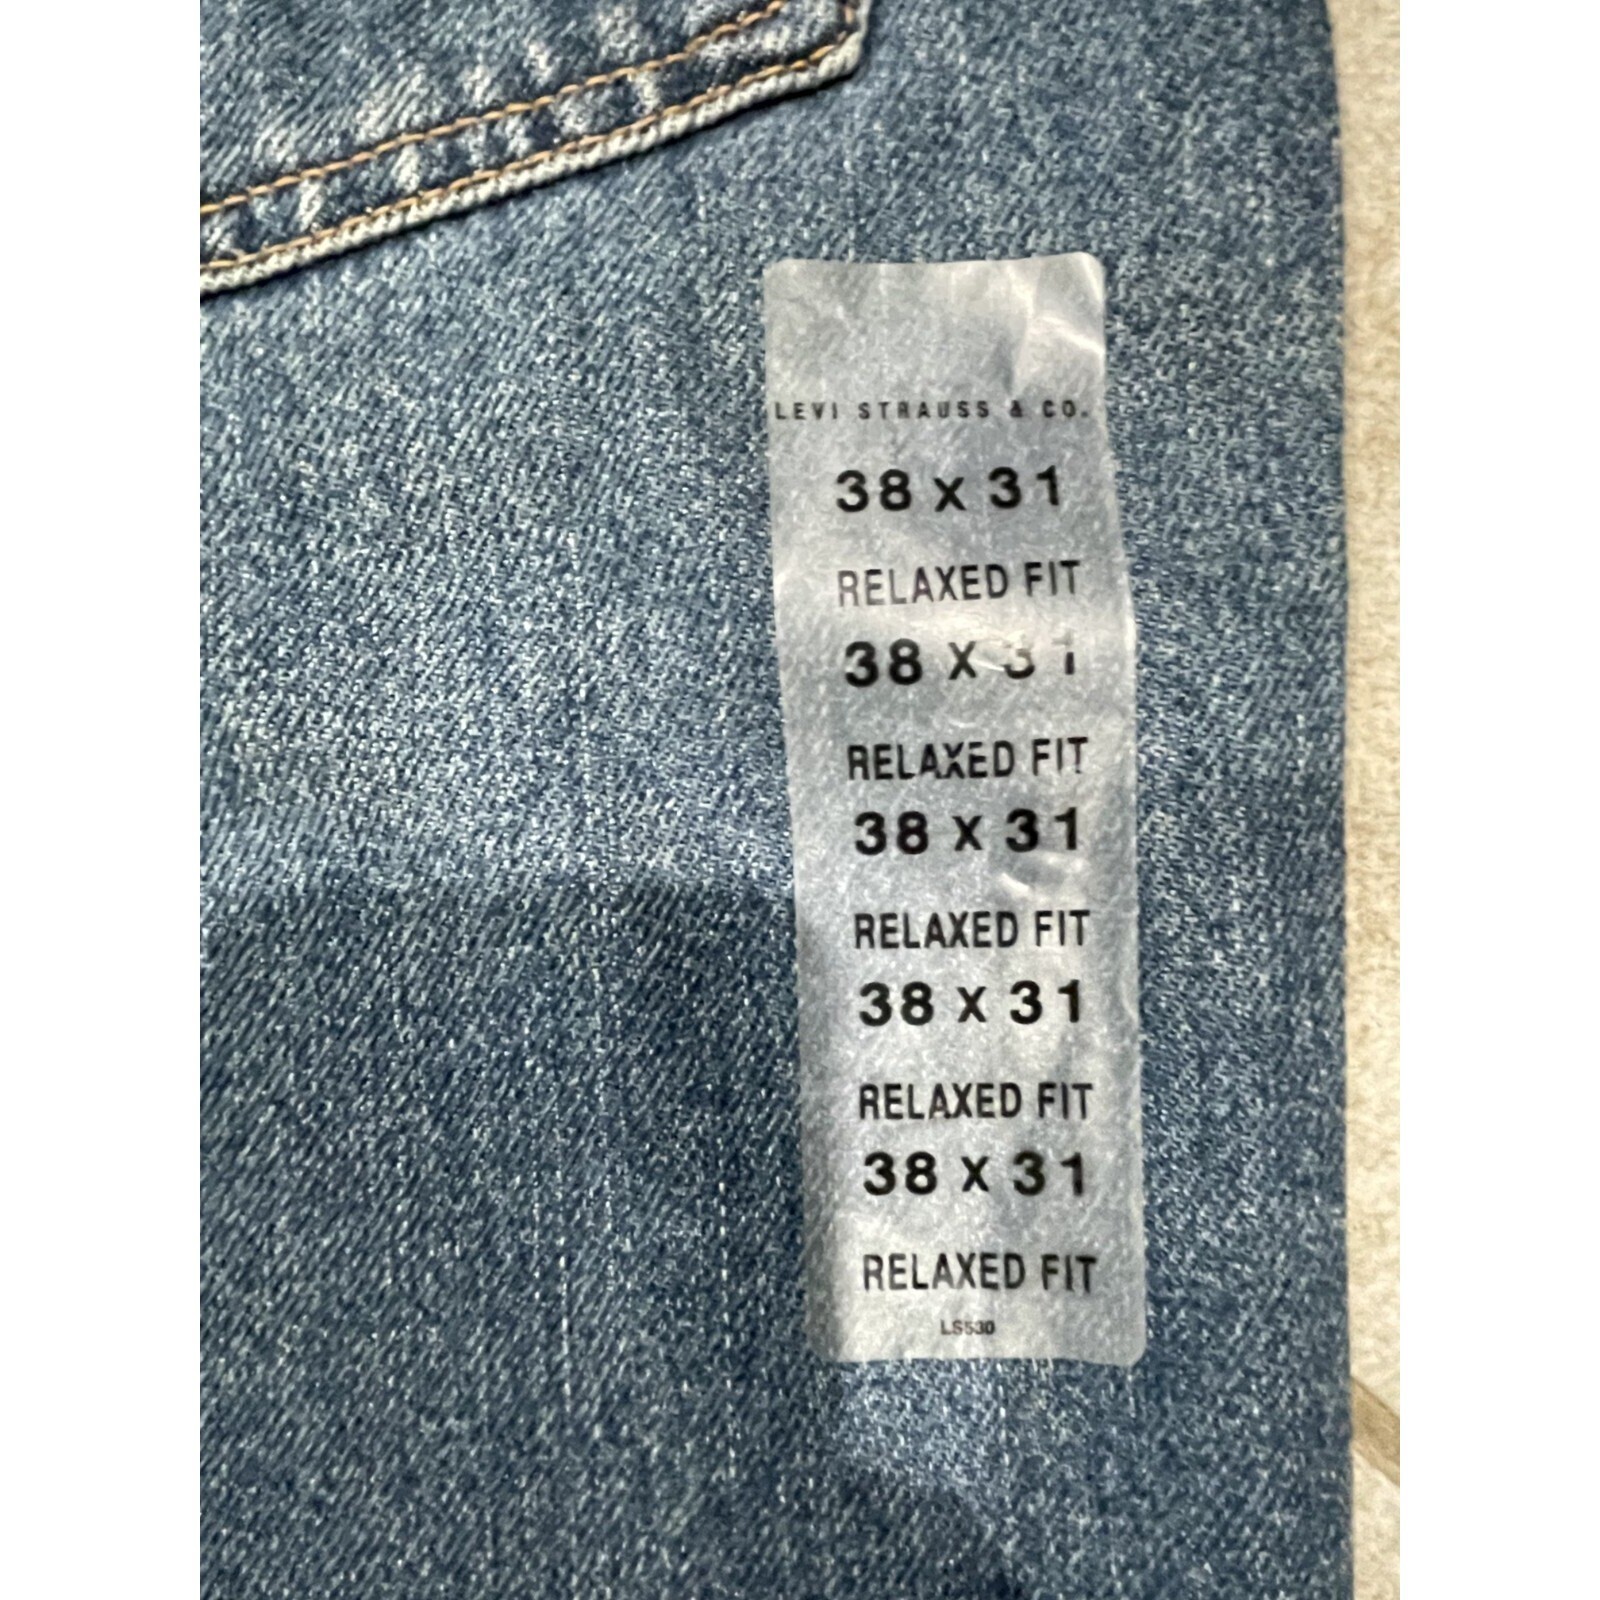 LEVI STRAUSS & CO.
38 x 31
RELAXED FIT
38 x 31
RELAXED FIT
38 x 31
RELAXED FIT
38 x 31
RELAXED FIT
38 x 31
RELAXED FIT
LS530